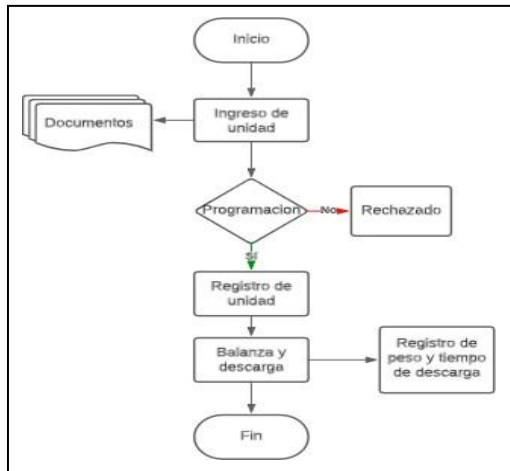 Inicio
Ingreso de
unidad
Documentos
Programacion
No
Rechazado
Sí
Registro de
unidad
Balanza y
descarga
Registro de
peso y tiempo
de descarga
Fin